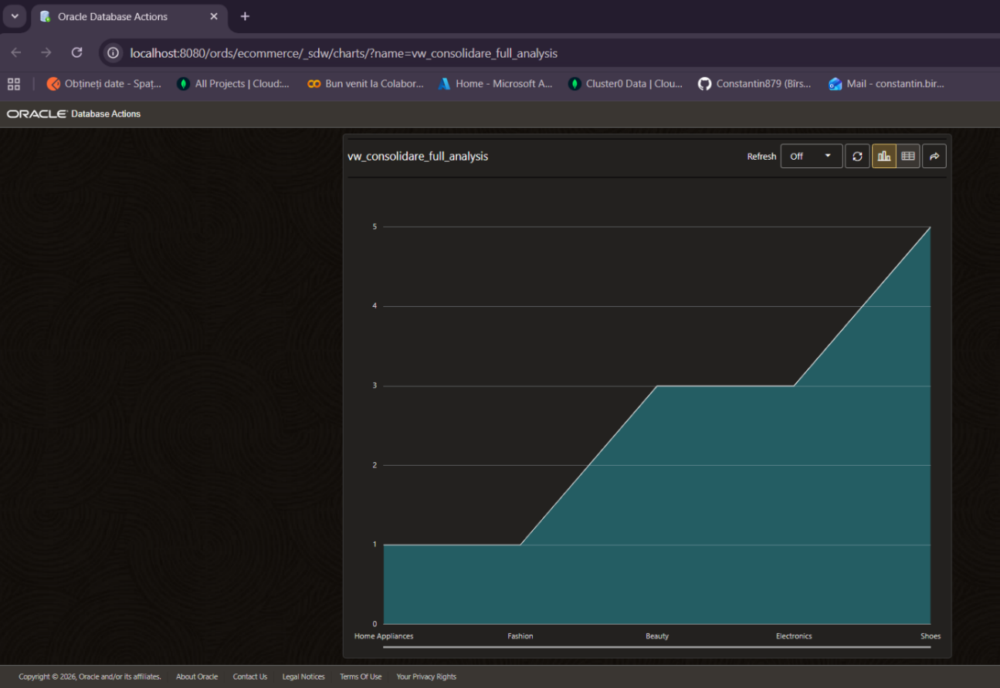 Oracle Database Actions
localhost:8080/ords/ecommerce/_sdw/charts/?name=vw_consolidare_full_analysis
Obțineți date - Spaț... All Projects | Cloud:... Bun venit la Colabor... Home - Microsoft A... Cluster0 Data | Clou... Constantin879 (Bîrs... Mail - constantin.bir...
ORACLE Database Actions
vw_consolidare_full_analysis Refresh Off
5
4
3
2
1
0
Home Appliances Fashion Beauty Electronics Shoes
Copyright © 2026, Oracle and/or its affiliates. About Oracle Contact Us Legal Notices Terms Of Use Your Privacy Rights